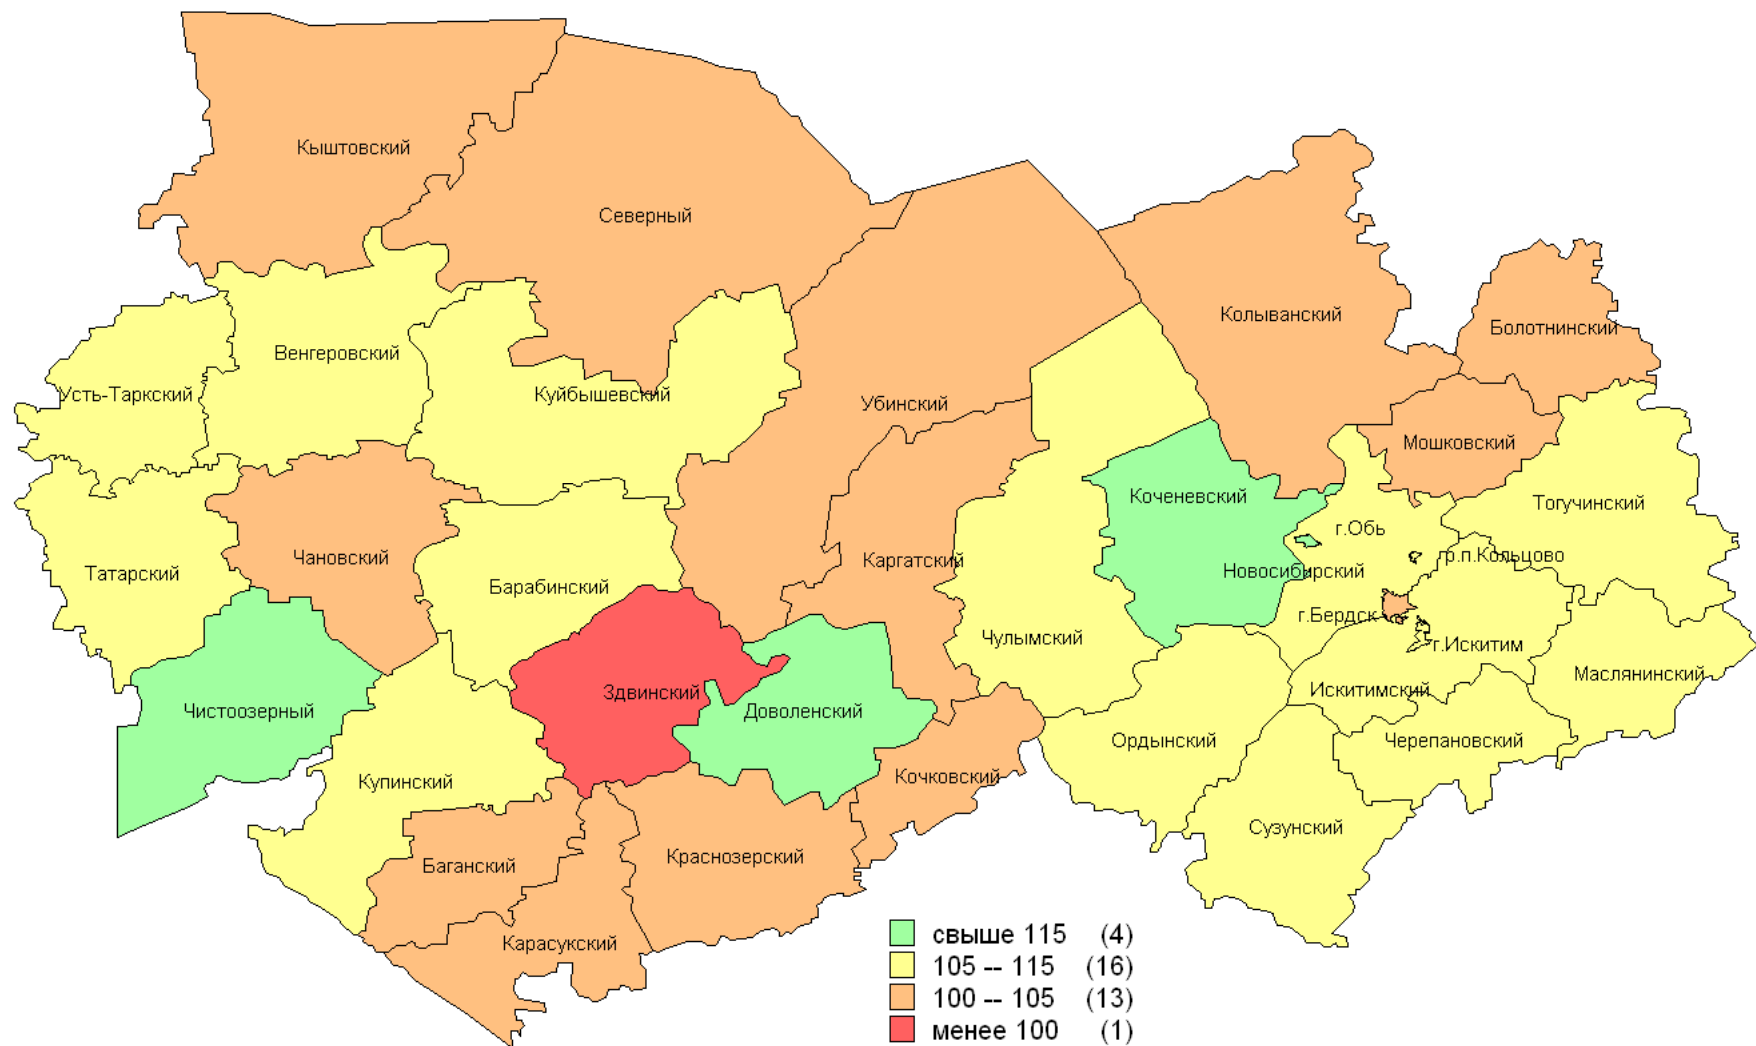 Кыштовский
Северный
Колыванский
Болотнинский
Венгеровский
Усть-Таркский
Куйбышевский
Убинский
Мошковский
Коченевский
Тогучинский
г.Обь
Чановский
Каргатский
р.п.Кольцово
Татарский
Барабинский
Новосибирский
г.Бердск
Чулымский
г.Искитим
Маслянинский
Здвинский
Искитимский
Чистоозерный
Доволенский
Ордынский
Черепановский
Купинский
Кочковский
Сузунский
Краснозерский
Баганский
Карасукский
свыше 115 (4)
105 -- 115 (16)
100 -- 105 (13)
менее 100 (1)